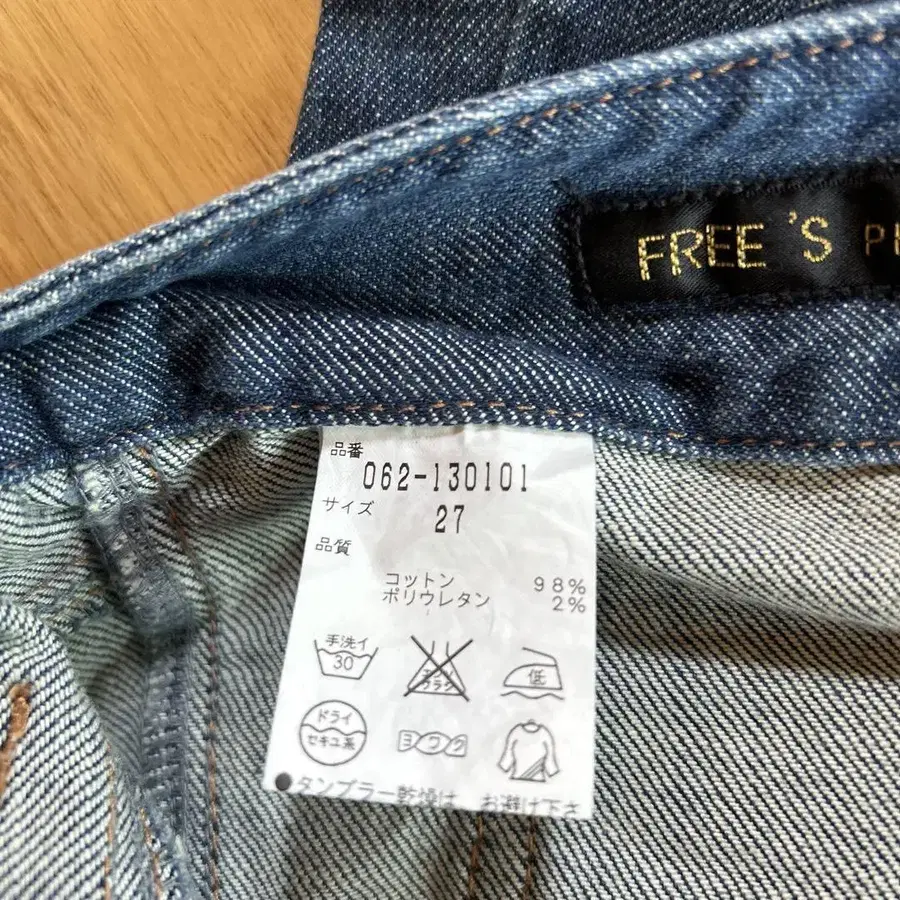 FREE'S
品番
062-130101
サイズ
27
品質
コットン 98%
ポリウレタン 2%
手洗イ
30
低
ドライ
セキユ系
ヨワク
●タンブラー乾燥は、お避け下さ